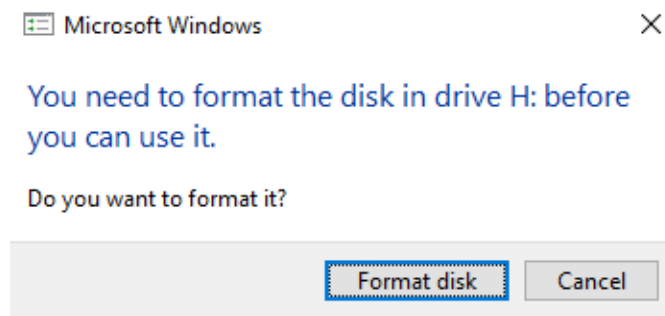 Microsoft Windows
You need to format the disk in drive H: before
you can use it.
Do you want to format it?
Format disk
Cancel